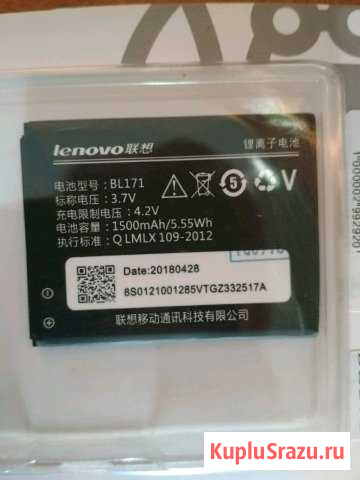 lenovo联想 锂离子电池
电池型号: BL171
标称电压: 3.7V
充电限制电压: 4.2V
电池容量: 1500mAh/5.55Wh
执行标准: Q LMLX 109-2012
5 V
Date:20180428
8S0121001285VTGZ332517A
联想移动通讯科技有限公司
KupluSrazu.ru